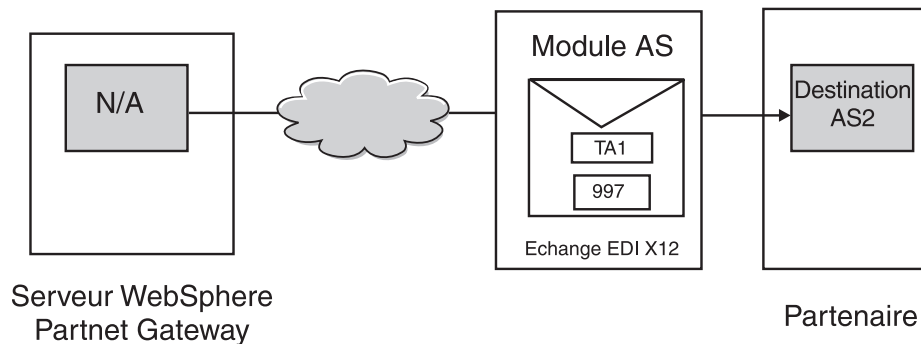 N/A
Serveur WebSphere
Partnet Gateway
Module AS
TA1
997
Echange EDI X12
Destination
AS2
Partenaire